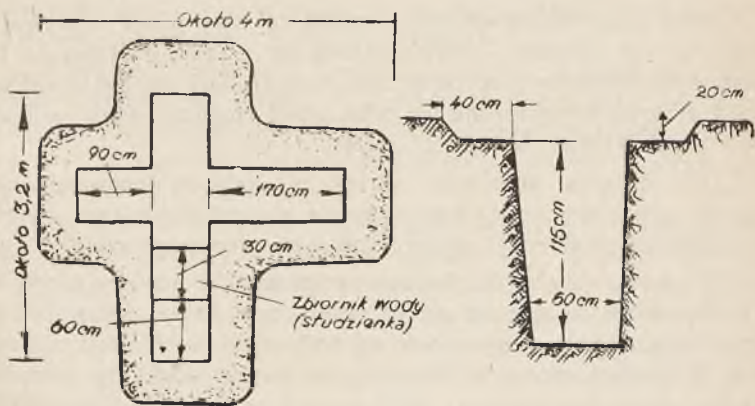 Około 4 m
40 cm
20 cm
90 cm
170 cm
Około 3,2 m
30 cm
115 cm
Zbiornik wody
(studzienka)
60 cm
60 cm